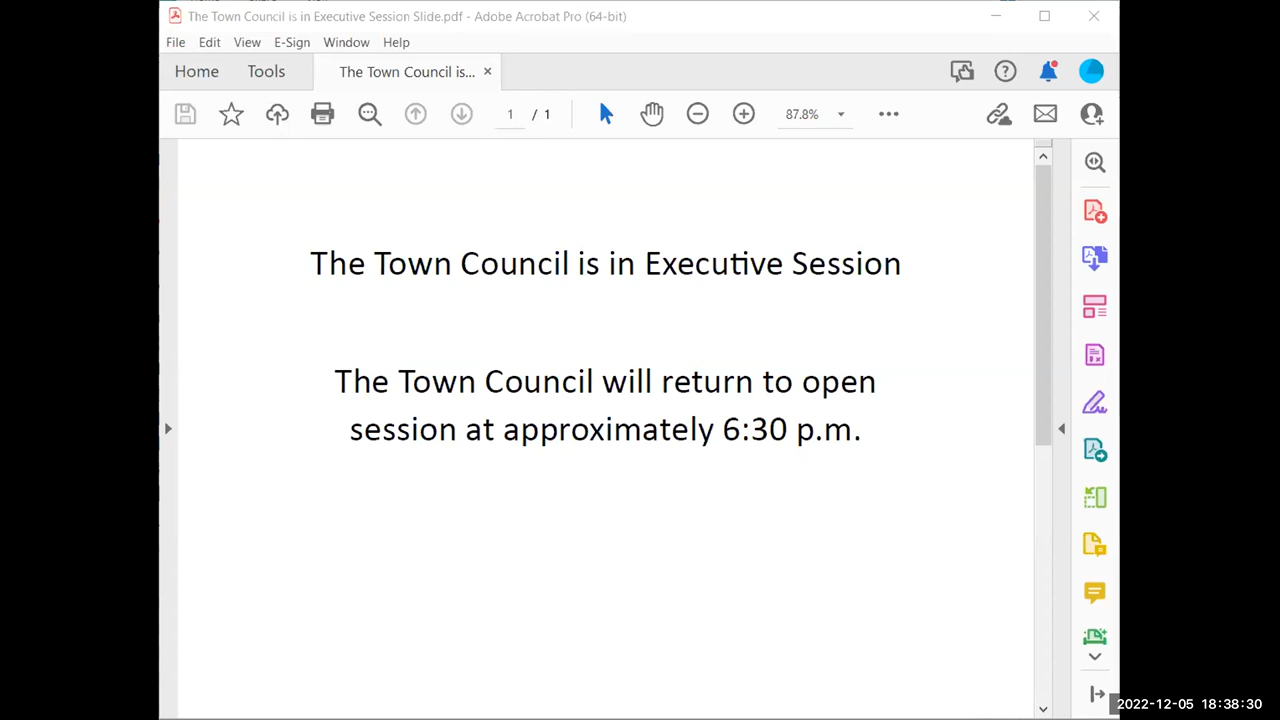 The Town Council is in Executive Session Slide.pdf - Adobe Acrobat Pro (64-bit)
File Edit View E-Sign Window Help
Home Tools The Town Council is... ×
1 / 1 87.8%
The Town Council is in Executive Session
The Town Council will return to open
session at approximately 6:30 p.m.
2022-12-05 18:38:30